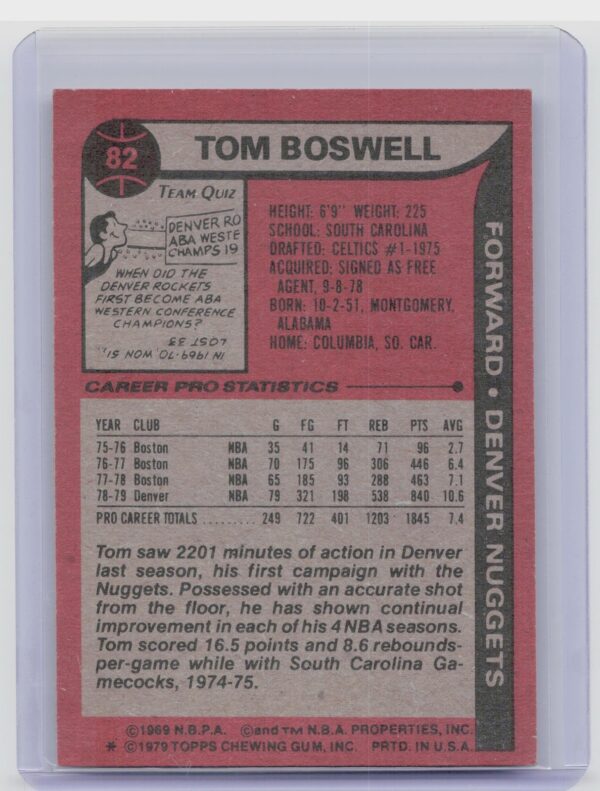 82
TOM BOSWELL
TEAM QUIZ
DENVER RO
ABA WESTE
CHAMPS 19
WHEN DID THE
DENVER ROCKETS
FIRST BECOME ABA
WESTERN CONFERENCE
CHAMPIONS?
IN 1969-70. WON 51,
LOST 33
HEIGHT: 6'9" WEIGHT: 225
SCHOOL: SOUTH CAROLINA
DRAFTED: CELTICS #1-1975
ACQUIRED: SIGNED AS FREE
AGENT, 9-8-78
BORN: 10-2-51, MONTGOMERY,
ALABAMA
HOME: COLUMBIA, SO. CAR.
FORWARD • DENVER NUGGETS
CAREER PRO STATISTICS
YEAR CLUB G FG FT REB PTS AVG
75-76 Boston NBA 35 41 14 71 96 2.7
76-77 Boston NBA 70 175 96 306 446 6.4
77-78 Boston NBA 65 185 93 288 463 7.1
78-79 Denver NBA 79 321 198 538 840 10.6
PRO CAREER TOTALS .......... 249 722 401 1203 1845 7.4
Tom saw 2201 minutes of action in Denver
last season, his first campaign with the
Nuggets. Possessed with an accurate shot
from the floor, he has shown continual
improvement in each of his 4 NBA seasons.
Tom scored 16.5 points and 8.6 rebounds-
per-game while with South Carolina Ga-
mecocks, 1974-75.
©1969 N.B.P.A. ©and TM N.B.A. PROPERTIES, INC.
* ©1979 TOPPS CHEWING GUM, INC. PRTD. IN U.S.A.